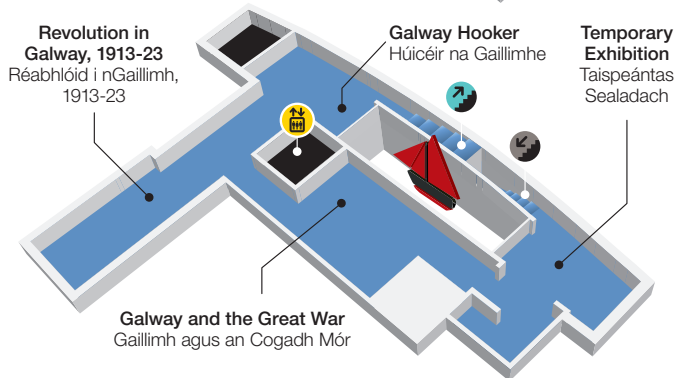 Revolution in
Galway, 1913-23
Réabhlóid i nGaillimh,
1913-23
Galway Hooker
Húicéir na Gaillimhe
Temporary
Exhibition
Taispeántas
Sealadach
Galway and the Great War
Gaillimh agus an Cogadh Mór